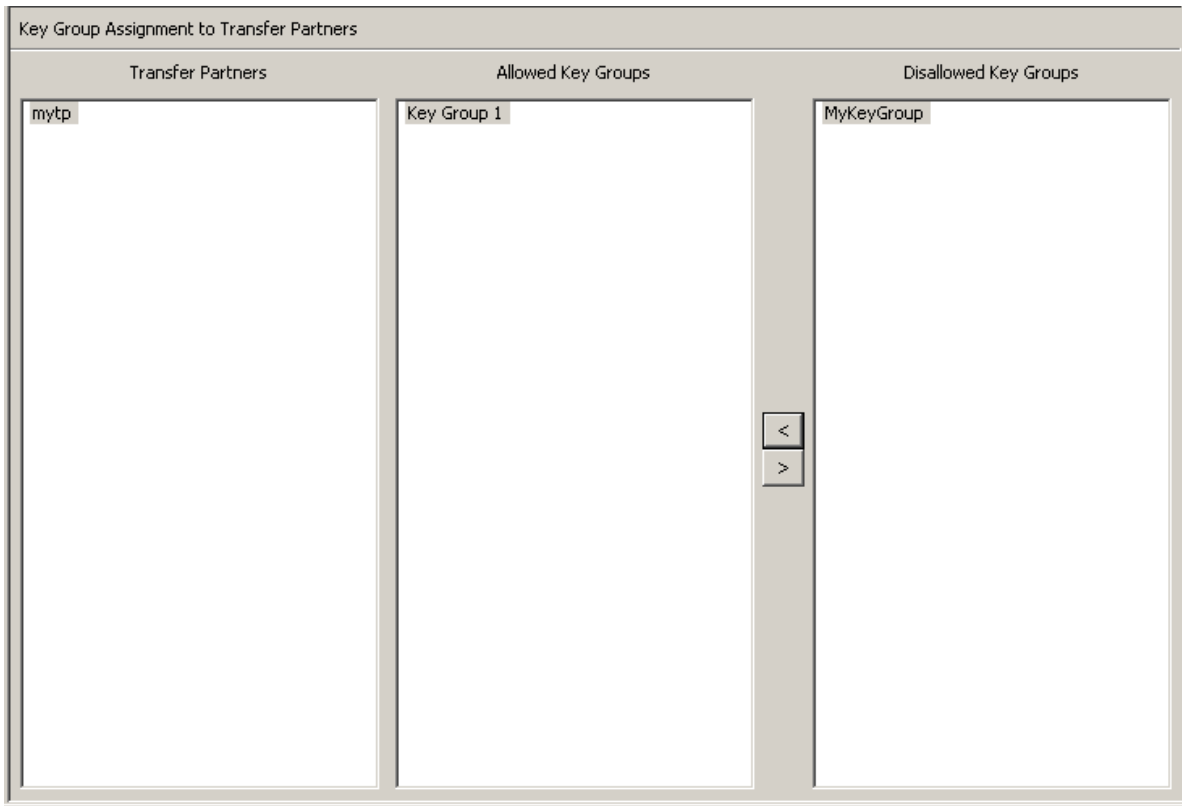 Key Group Assignment to Transfer Partners
Transfer Partners
Allowed Key Groups
Disallowed Key Groups
mytp
Key Group 1
MyKeyGroup
<
>